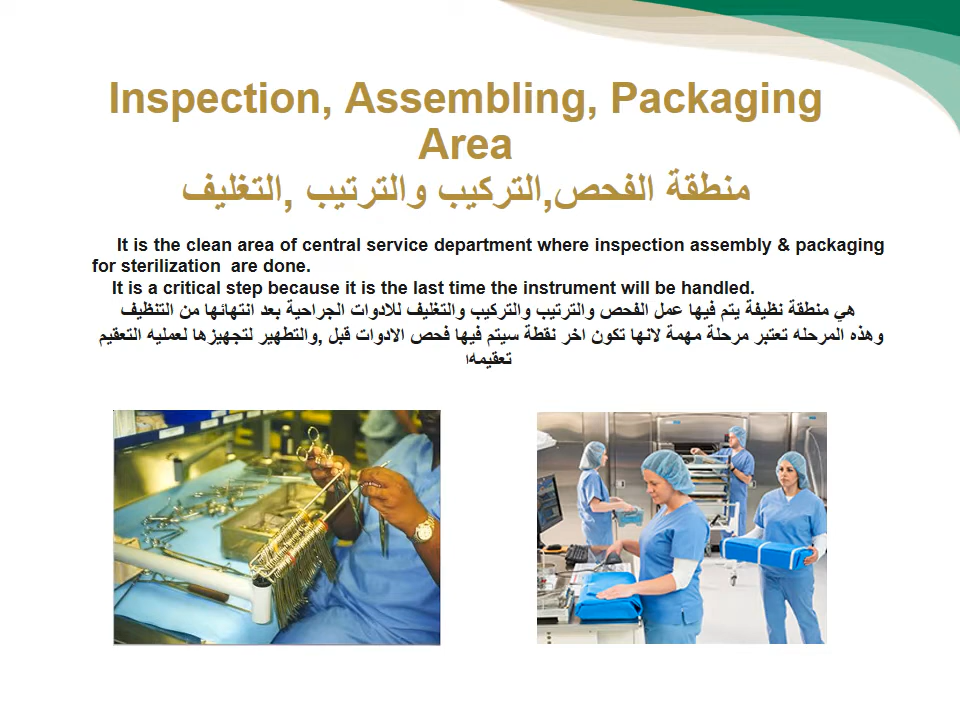 Inspection, Assembling, Packaging
Area
منطقة الفحص,التركيب والترتيب ,التغليف
It is the clean area of central service department where inspection assembly & packaging
for sterilization are done.
It is a critical step because it is the last time the instrument will be handled.
هي منطقة نظيفة يتم فيها عمل الفحص والترتيب والتركيب والتغليف للادوات الجراحية بعد انتهائها من التنظيف
وهذه المرحله تعتبر مرحلة مهمة لانها تكون اخر نقطة سيتم فيها فحص الادوات قبل ,والتطهير لتجهيزها لعمليه التعقيم
تعقيمهاا